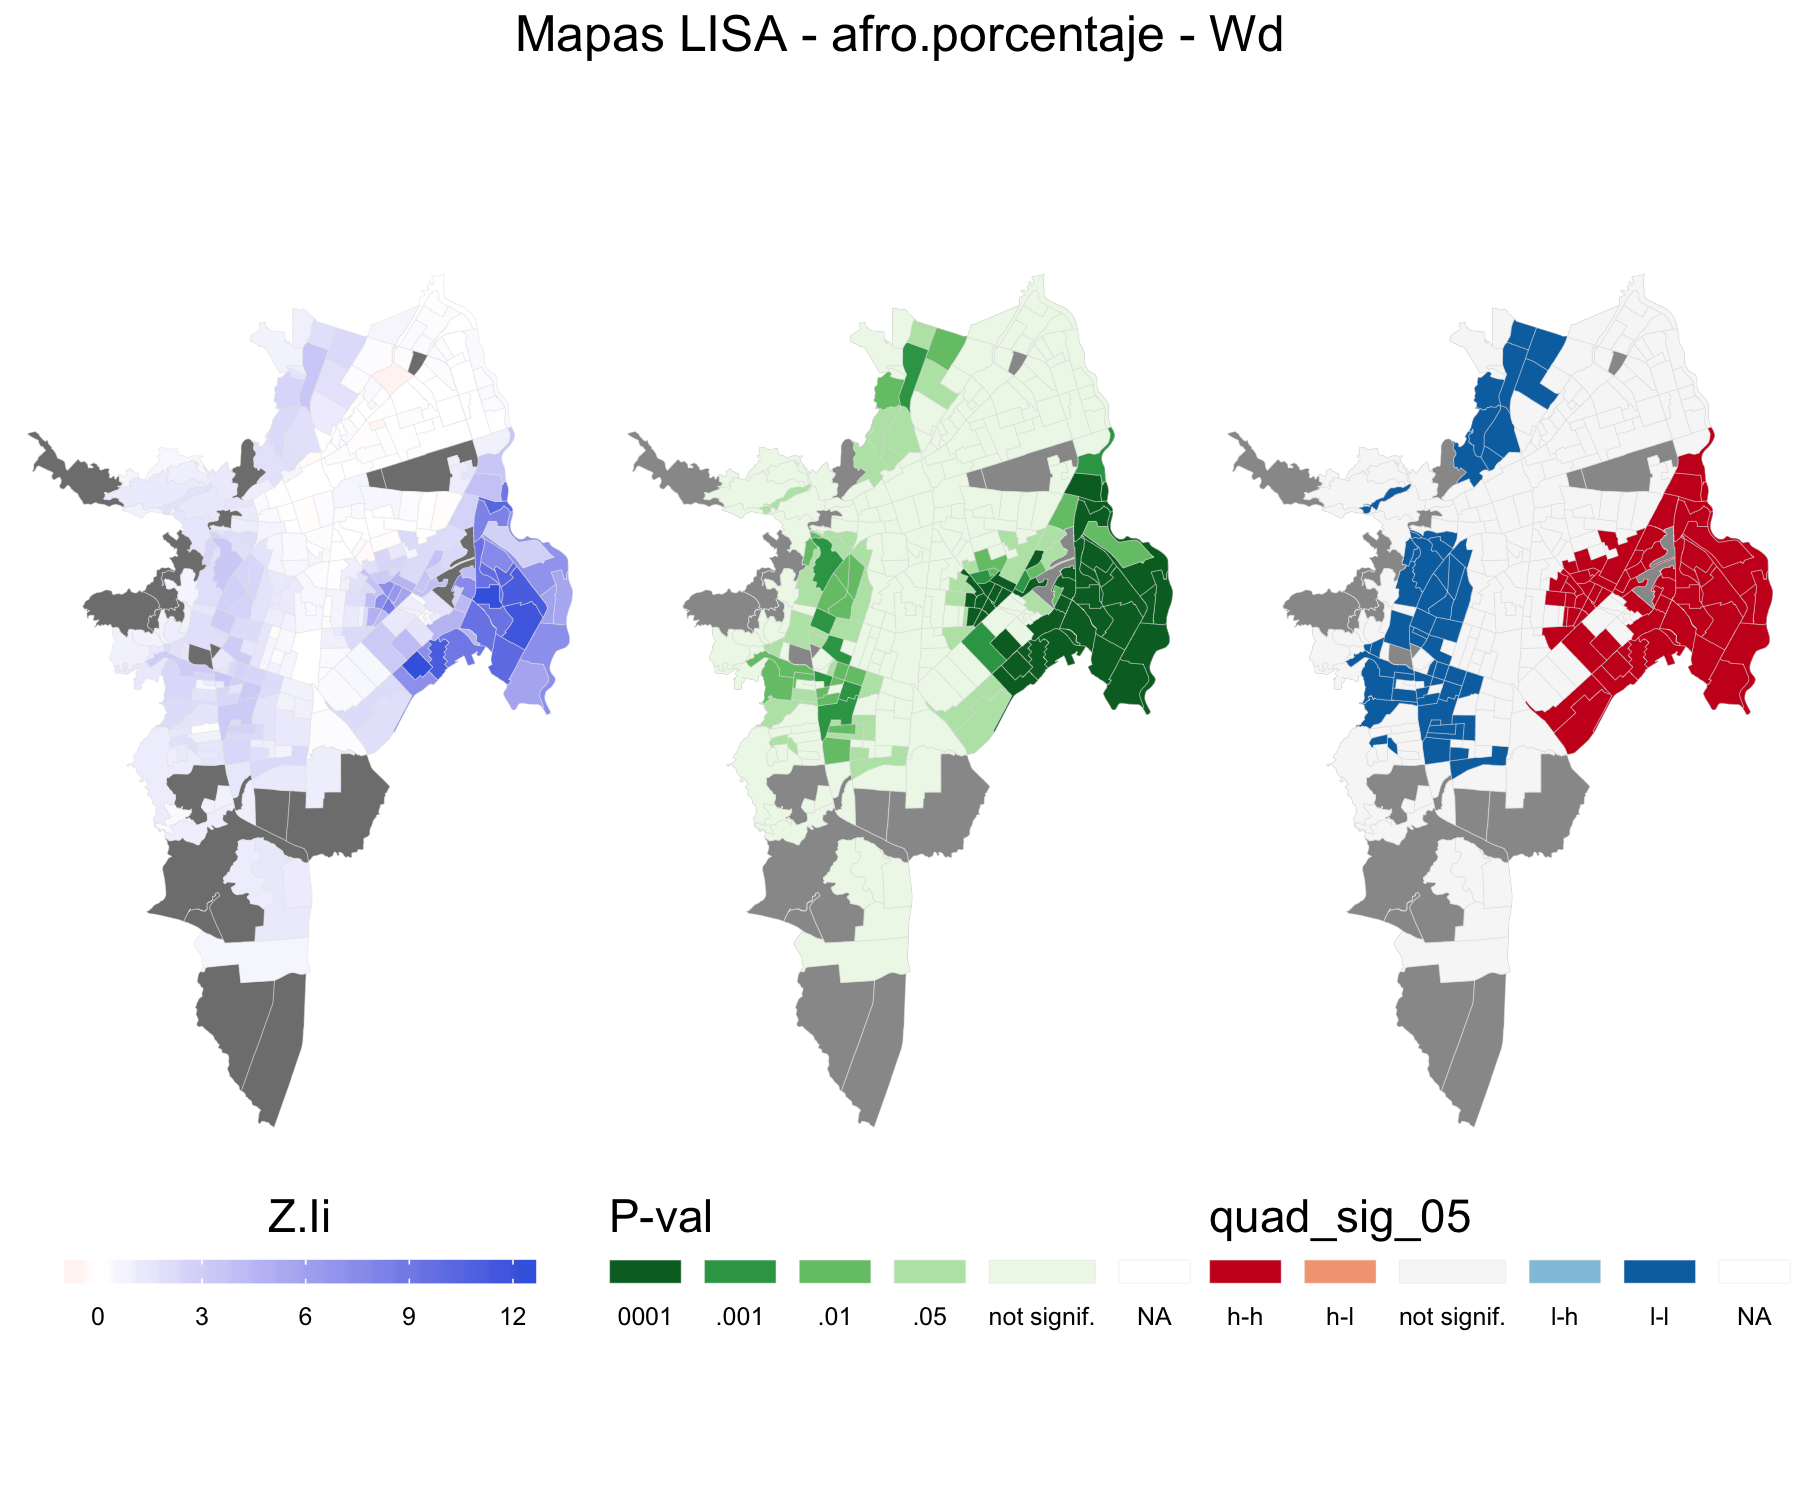 Mapas LISA - afro.porcentaje - Wd
Z.Ii
0 3 6 9 12
P-val
0001 .001 .01 .05 not signif. NA
quad_sig_05
h-h h-l not signif. l-h l-l NA